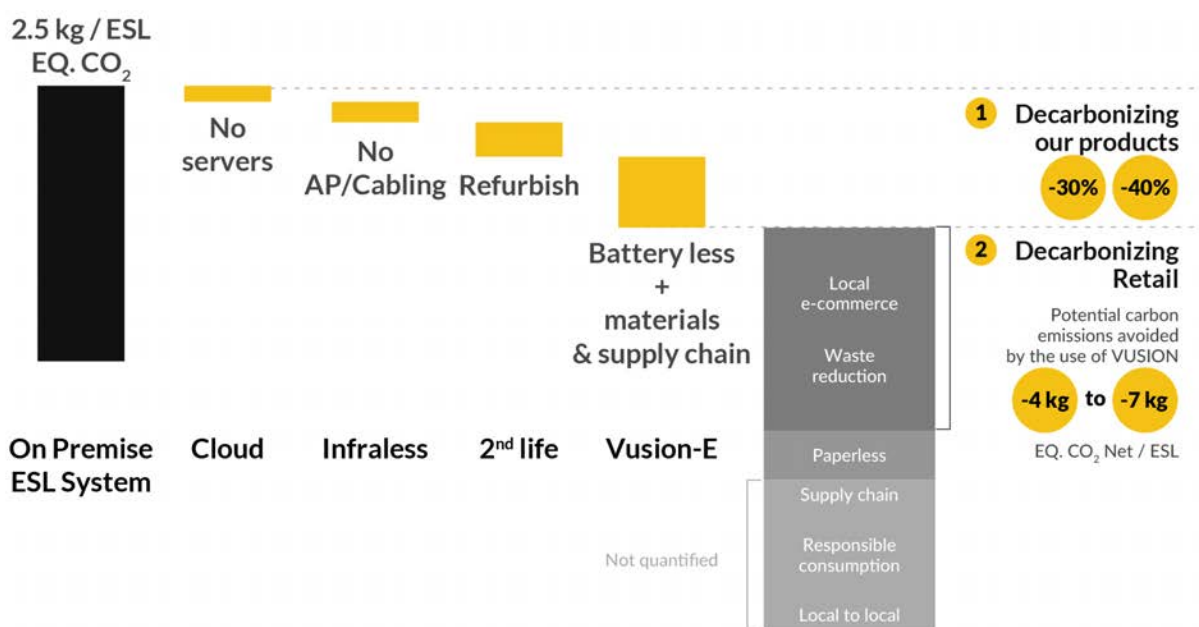 2.5 kg / ESL
EQ. CO₂
No
servers
No
AP/Cabling
Refurbish
Battery less
+
materials
& supply chain
On Premise
ESL System
Cloud
Infraless
2ⁿᵈ life
Vusion-E
Local
e-commerce
Waste
reduction
Paperless
Supply chain
Responsible
consumption
Local to local
Not quantified
1 Decarbonizing
our products
-30% -40%
2 Decarbonizing
Retail
Potential carbon
emissions avoided
by the use of VUSION
-4 kg to -7 kg
EQ. CO₂ Net / ESL